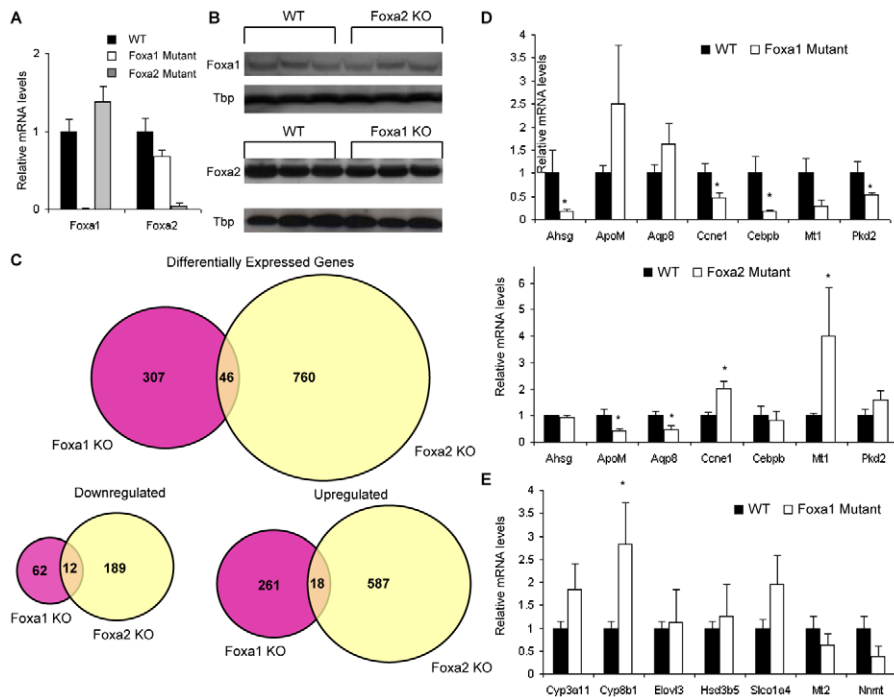 A
WT
Foxa1 Mutant
Foxa2 Mutant
Relative mRNA levels
2
1
0
Foxa1 Foxa2
B
WT Foxa2 KO
Foxa1
Tbp
WT Foxa1 KO
Foxa2
Tbp
C
Differentially Expressed Genes
307 46 760
Foxa1 KO
Foxa2 KO
Downregulated
62 12 189
Foxa1 KO
Foxa2 KO
Upregulated
261 18 587
Foxa1 KO
Foxa2 KO
D
WT Foxa1 Mutant
Relative mRNA levels
4
3.5
3
2.5
2
1.5
1
0.5
0
* * * *
Ahsg ApoM Aqp8 Ccne1 Cebpb Mt1 Pkd2
WT Foxa2 Mutant
Relative mRNA levels
6
5
4
3
2
1
0
* * * *
Ahsg ApoM Aqp8 Ccne1 Cebpb Mt1 Pkd2
E
WT Foxa1 Mutant
Relative mRNA levels
4
3.5
3
2.5
2
1.5
1
0.5
0
*
Cyp3a11 Cyp8b1 Elovl3 Hsd3b5 Slco1a4 Mt2 Nnmt